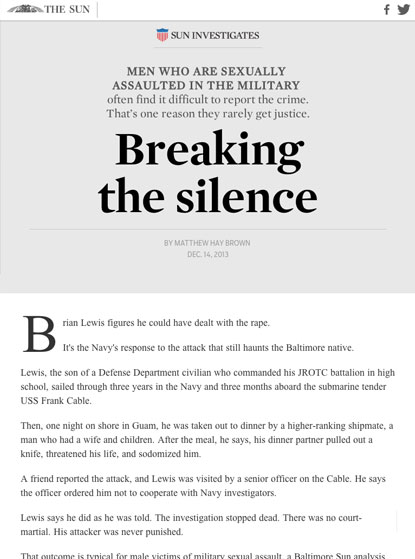 THE SUN
SUN INVESTIGATES
MEN WHO ARE SEXUALLY
ASSAULTED IN THE MILITARY
often find it difficult to report the crime.
That's one reason they rarely get justice.
Breaking
the silence
BY MATTHEW HAY BROWN
DEC. 14, 2013
Brian Lewis figures he could have dealt with the rape.
It's the Navy's response to the attack that still haunts the Baltimore native.
Lewis, the son of a Defense Department civilian who commanded his JROTC battalion in high
school, sailed through three years in the Navy and three months aboard the submarine tender
USS Frank Cable.
Then, one night on shore in Guam, he was taken out to dinner by a higher-ranking shipmate, a
man who had a wife and children. After the meal, he says, his dinner partner pulled out a
knife, threatened his life, and sodomized him.
A friend reported the attack, and Lewis was visited by a senior officer on the Cable. He says
the officer ordered him not to cooperate with Navy investigators.
Lewis says he did as he was told. The investigation stopped dead. There was no court-
martial. His attacker was never punished.
That outcome is typical for male victims of military sexual assault, a Baltimore Sun analysis